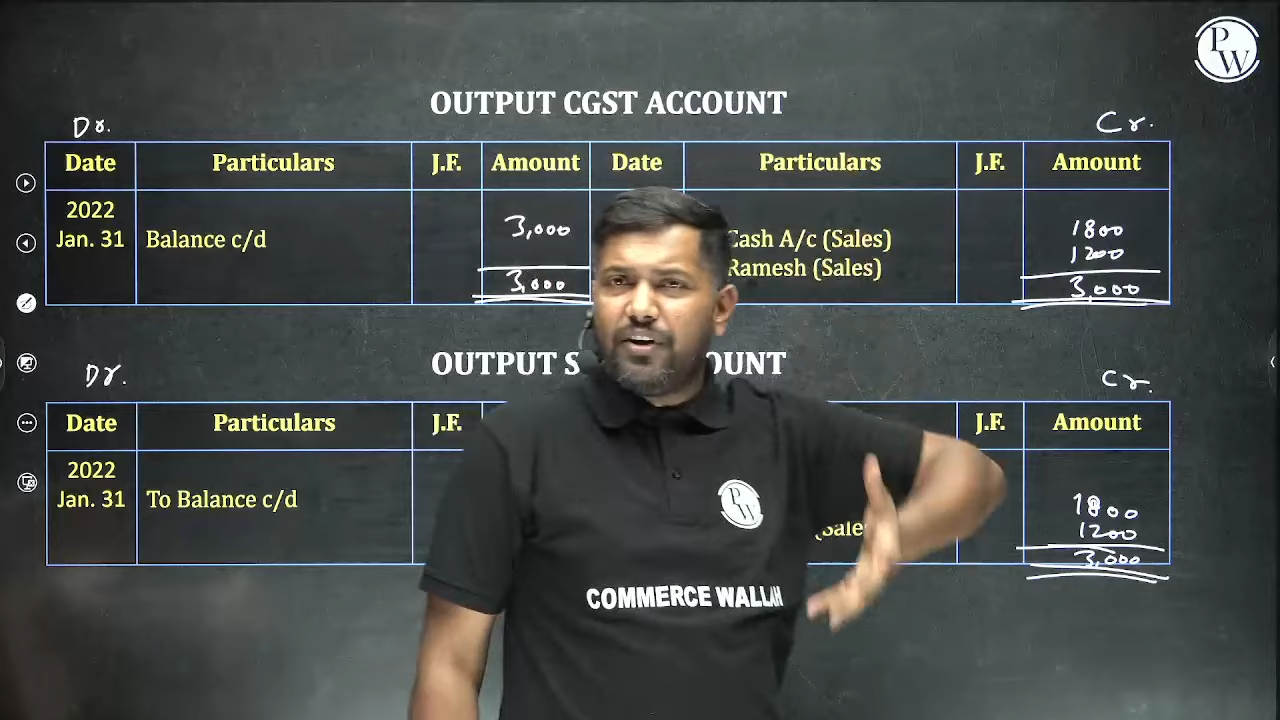 PW
OUTPUT CGST ACCOUNT
Dr.
Cr.
Date Particulars J.F. Amount Date Particulars J.F. Amount
2022
Jan. 31 Balance c/d 3,000 Cash A/c (Sales) 1800
Ramesh (Sales) 1200
3,000 3,000
OUTPUT
Dr.
Cr.
Date Particulars J.F. J.F. Amount
2022
Jan. 31 To Balance c/d 1800
1200
3,000
PW
COMMERCE WALLAH